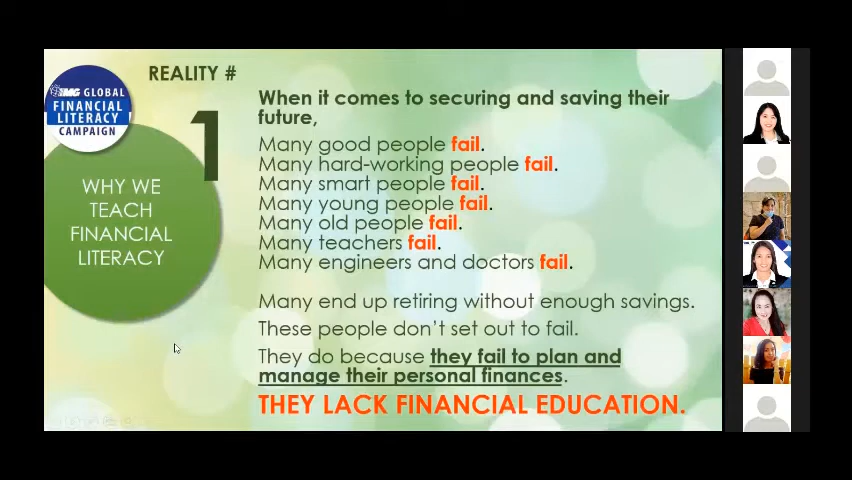 REALITY #
1
IMG GLOBAL
FINANCIAL
LITERACY
CAMPAIGN
WHY WE
TEACH
FINANCIAL
LITERACY
When it comes to securing and saving their
future,
Many good people fail.
Many hard-working people fail.
Many smart people fail.
Many young people fail.
Many old people fail.
Many teachers fail.
Many engineers and doctors fail.
Many end up retiring without enough savings.
These people don't set out to fail.
They do because they fail to plan and
manage their personal finances.
THEY LACK FINANCIAL EDUCATION.